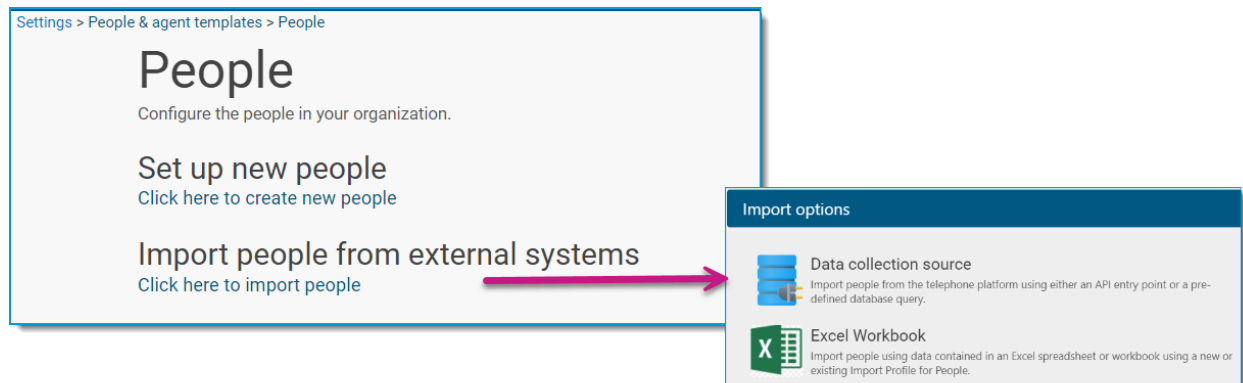 Settings > People & agent templates > People
People
Configure the people in your organization.
Set up new people
Click here to create new people
Import people from external systems
Click here to import people
Import options
Data collection source
Import people from the telephone platform using either an API entry point or a pre-
defined database query.
Excel Workbook
Import people using data contained in an Excel spreadsheet or workbook using a new or
existing Import Profile for People.